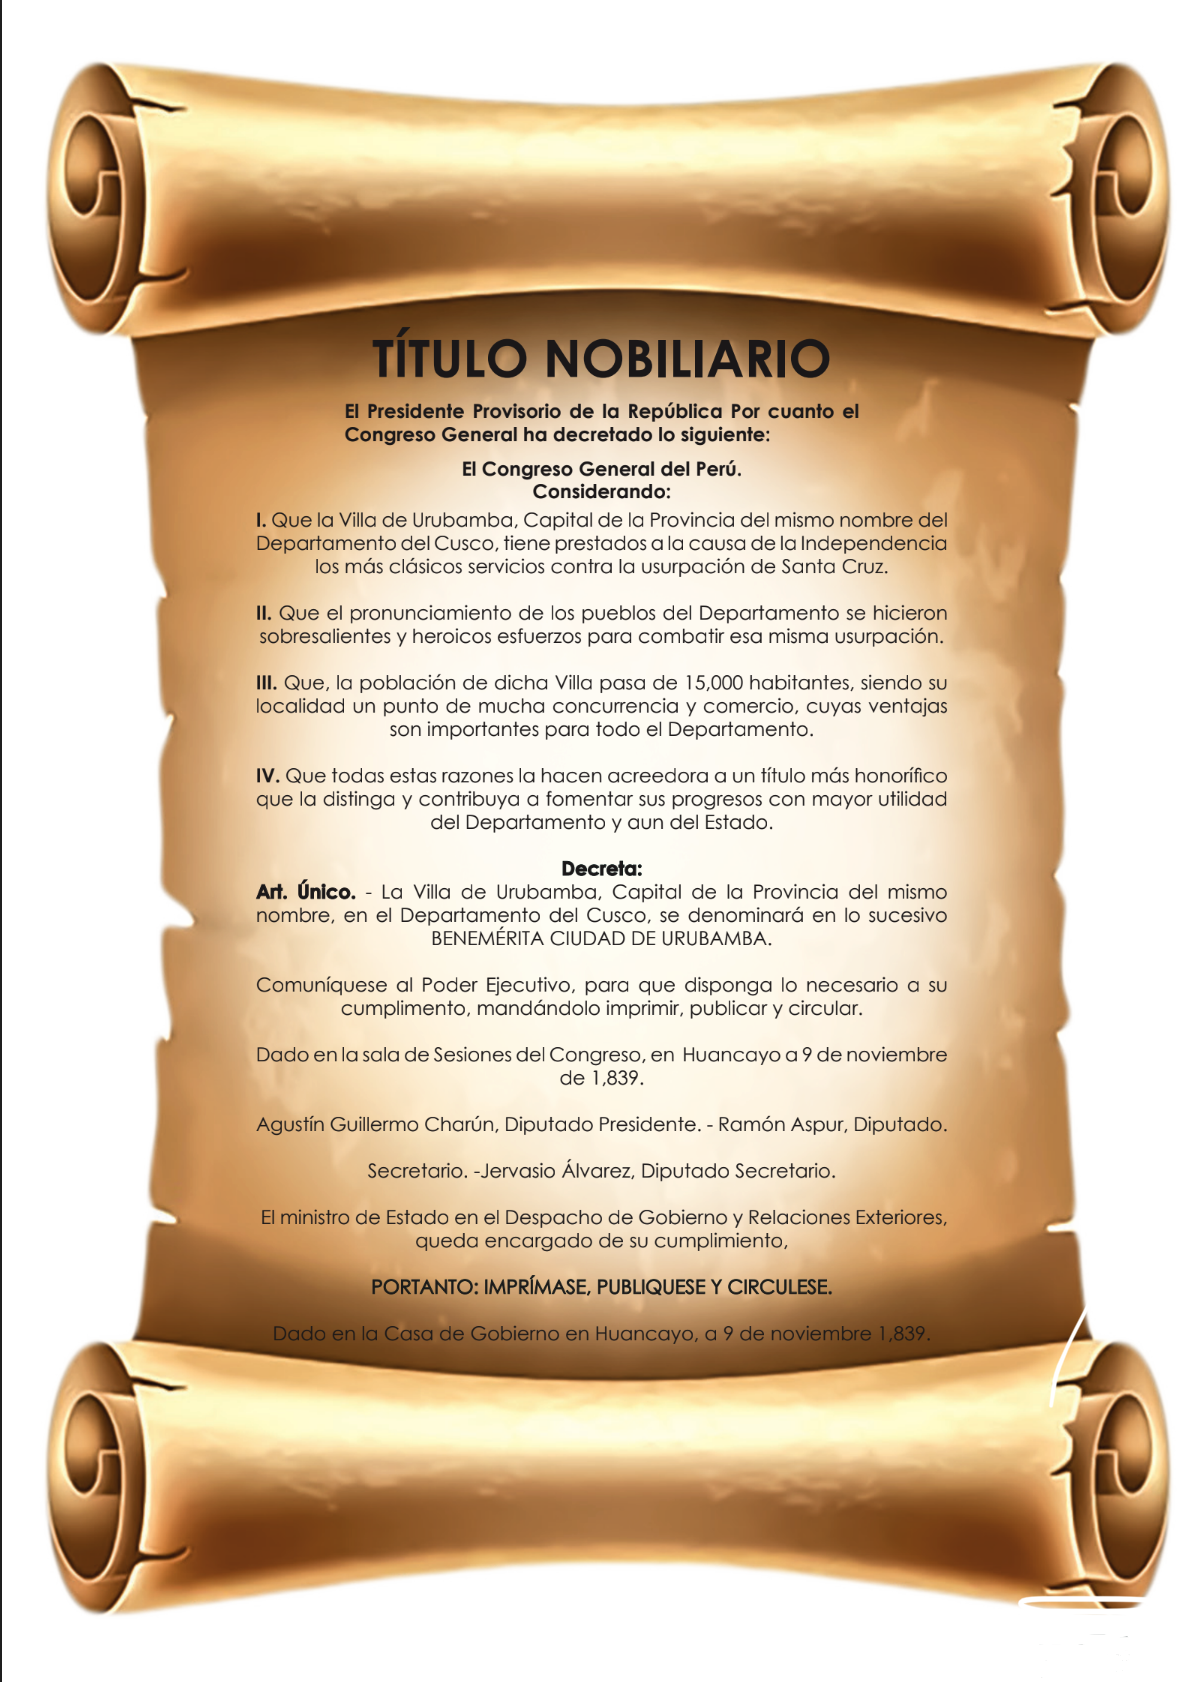 TÍTULO NOBILIARIO
El Presidente Provisorio de la República Por cuanto el
Congreso General ha decretado lo siguiente:
El Congreso General del Perú.
Considerando:
I. Que la Villa de Urubamba, Capital de la Provincia del mismo nombre del
Departamento del Cusco, tiene prestados a la causa de la Independencia
los más clásicos servicios contra la usurpación de Santa Cruz.
II. Que el pronunciamiento de los pueblos del Departamento se hicieron
sobresalientes y heroicos esfuerzos para combatir esa misma usurpación.
III. Que, la población de dicha Villa pasa de 15,000 habitantes, siendo su
localidad un punto de mucha concurrencia y comercio, cuyas ventajas
son importantes para todo el Departamento.
IV. Que todas estas razones la hacen acreedora a un título más honorífico
que la distinga y contribuya a fomentar sus progresos con mayor utilidad
del Departamento y aun del Estado.
Decreta:
Art. Único. - La Villa de Urubamba, Capital de la Provincia del mismo
nombre, en el Departamento del Cusco, se denominará en lo sucesivo
BENEMÉRITA CIUDAD DE URUBAMBA.
Comuníquese al Poder Ejecutivo, para que disponga lo necesario a su
cumplimento, mandándolo imprimir, publicar y circular.
Dado en la sala de Sesiones del Congreso, en Huancayo a 9 de noviembre
de 1,839.
Agustín Guillermo Charún, Diputado Presidente. - Ramón Aspur, Diputado.
Secretario. -Jervasio Álvarez, Diputado Secretario.
El ministro de Estado en el Despacho de Gobierno y Relaciones Exteriores,
queda encargado de su cumplimiento,
PORTANTO: IMPRÍMASE, PUBLIQUESE Y CIRCULESE.
Dado en la Casa de Gobierno en Huancayo, a 9 de noviembre 1,839.